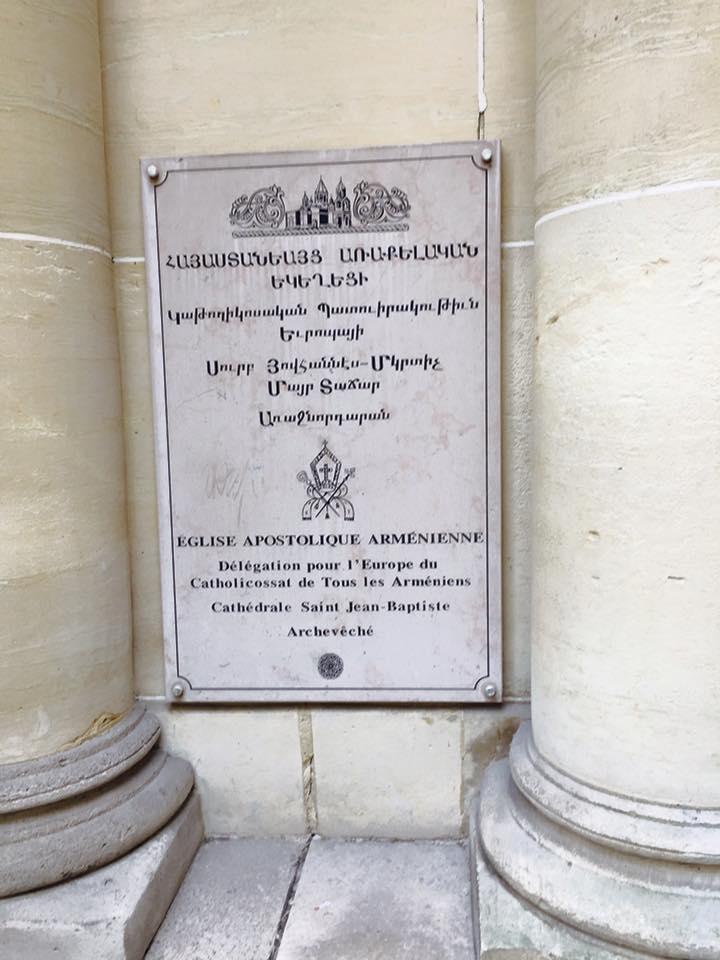 ՀԱՅԱՍՏԱՆԵԱՅՑ ԱՌԱՔԵԼԱԿԱՆ
ԵԿԵՂԵՑԻ
Կաթողիկոսական Պատուիրակութիւն
Եւրոպայի
Սուրբ Յովհաննէս-Մկրտիչ
Մայր Տաճար
Առաջնորդարան
ÉGLISE APOSTOLIQUE ARMÉNIENNE
Délégation pour l'Europe du
Catholicossat de Tous les Arméniens
Cathédrale Saint Jean-Baptiste
Archevêché